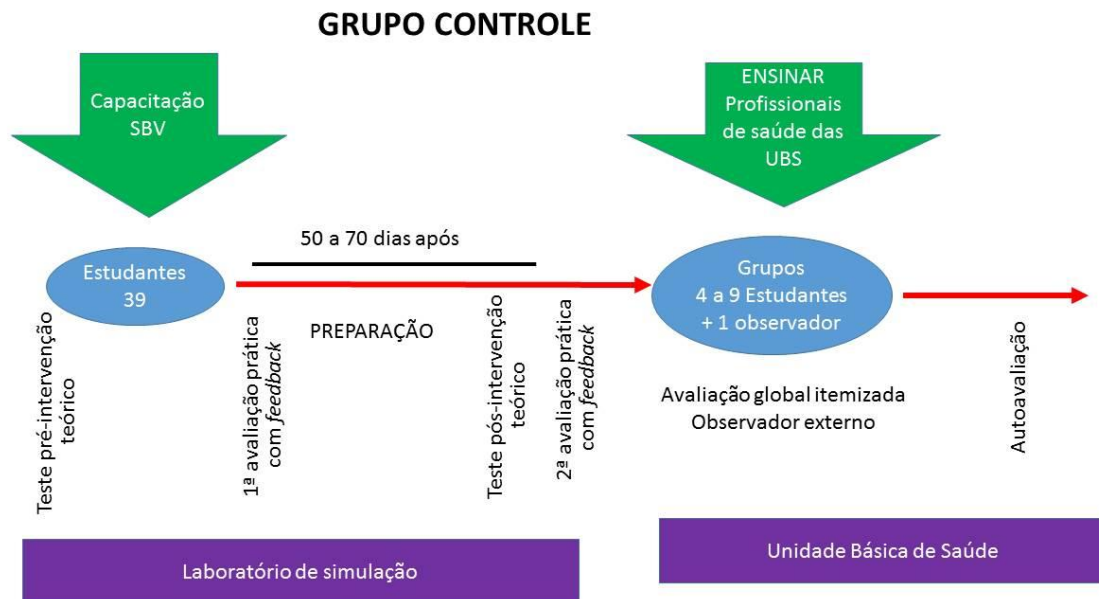 GRUPO CONTROLE
Capacitação
SBV
ENSINAR
Profissionais
de saúde das
UBS
Estudantes
39
50 a 70 dias após
PREPARAÇÃO
Grupos
4 a 9 Estudantes
+ 1 observador
Teste pré-intervenção
teórico
1ª avaliação prática
com feedback
Teste pós-intervenção
teórico
2ª avaliação prática
com feedback
Avaliação global itemizada
Observador externo
Autoavaliação
Laboratório de simulação
Unidade Básica de Saúde